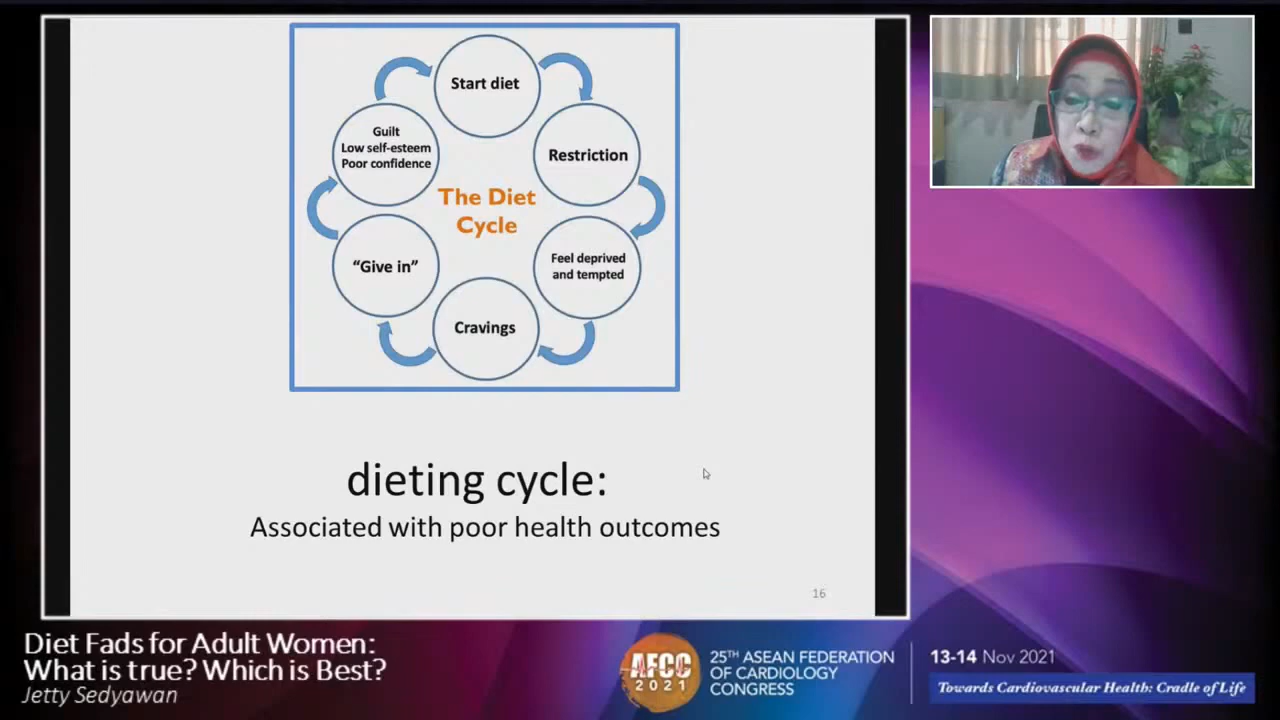 Start diet
Restriction
Feel deprived
and tempted
Cravings
“Give in”
Guilt
Low self-esteem
Poor confidence
The Diet
Cycle
dieting cycle:
Associated with poor health outcomes
16
Diet Fads for Adult Women:
What is true? Which is Best?
Jetty Sedyawan
AFCC
2021
25TH ASEAN FEDERATION
OF CARDIOLOGY
CONGRESS
13-14 Nov 2021
Towards Cardiovascular Health: Cradle of Life